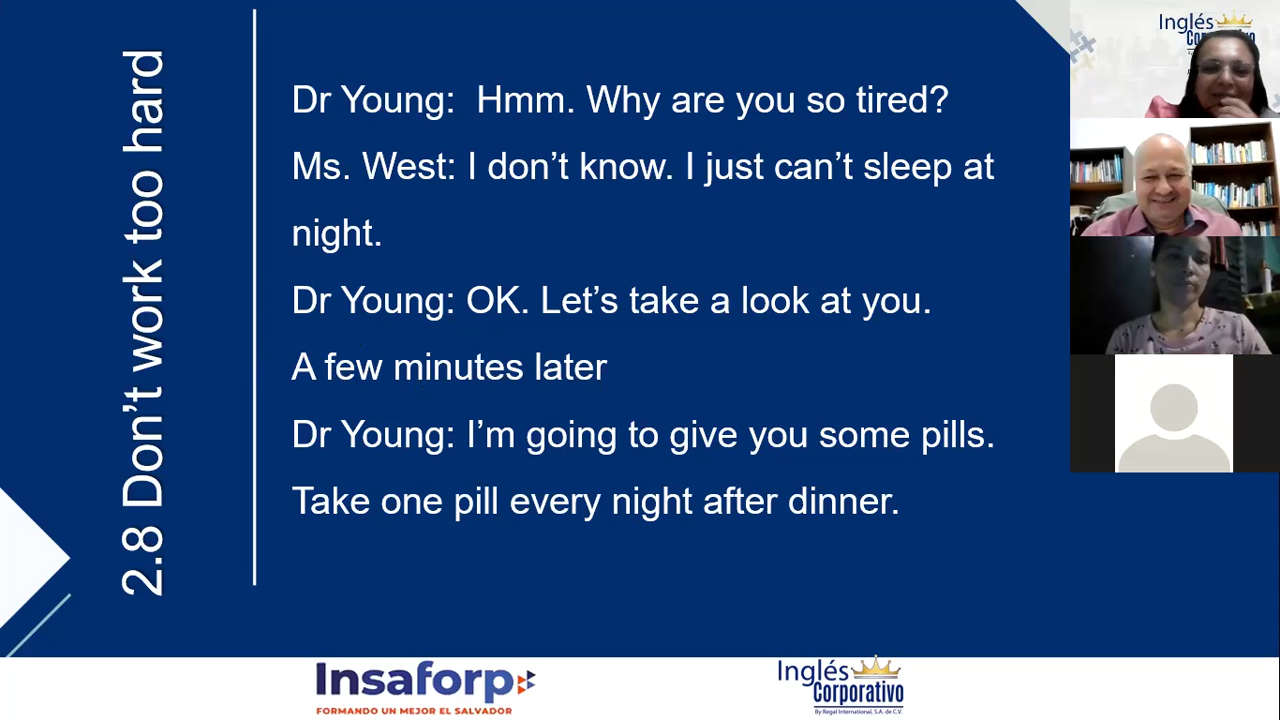 2.8 Don’t work too hard
Dr Young:  Hmm. Why are you so tired?
Ms. West: I don’t know. I just can’t sleep at
night.
Dr Young: OK. Let’s take a look at you.
A few minutes later
Dr Young: I’m going to give you some pills.
Take one pill every night after dinner.
Inglés
Corporativo
Insaforp
FORMANDO UN MEJOR EL SALVADOR
Inglés
Corporativo
By Regal International, S.A. de C.V.